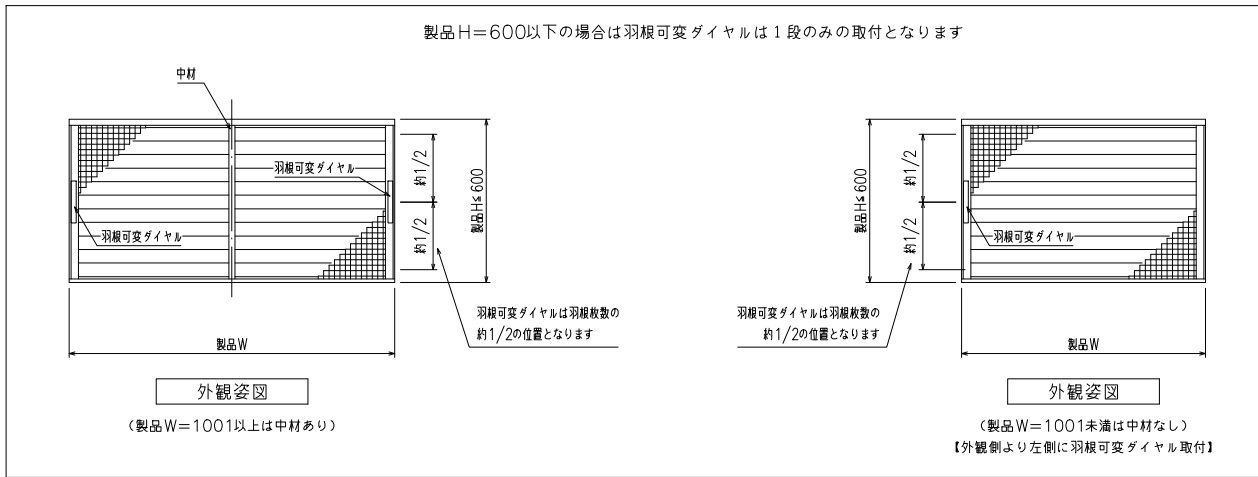 製品H=600以下の場合は羽根可変ダイヤルは1段のみの取付となります
中材
羽根可変ダイヤル
羽根可変ダイヤル
約1/2
約1/2
製品H≦600
羽根可変ダイヤルは羽根枚数の
約1/2の位置となります
製品W
外観姿図
(製品W=1001以上は中材あり)
製品H≦600
約1/2
約1/2
羽根可変ダイヤル
羽根可変ダイヤルは羽根枚数の
約1/2の位置となります
製品W
外観姿図
(製品W=1001未満は中材なし)
【外観側より左側に羽根可変ダイヤル取付】